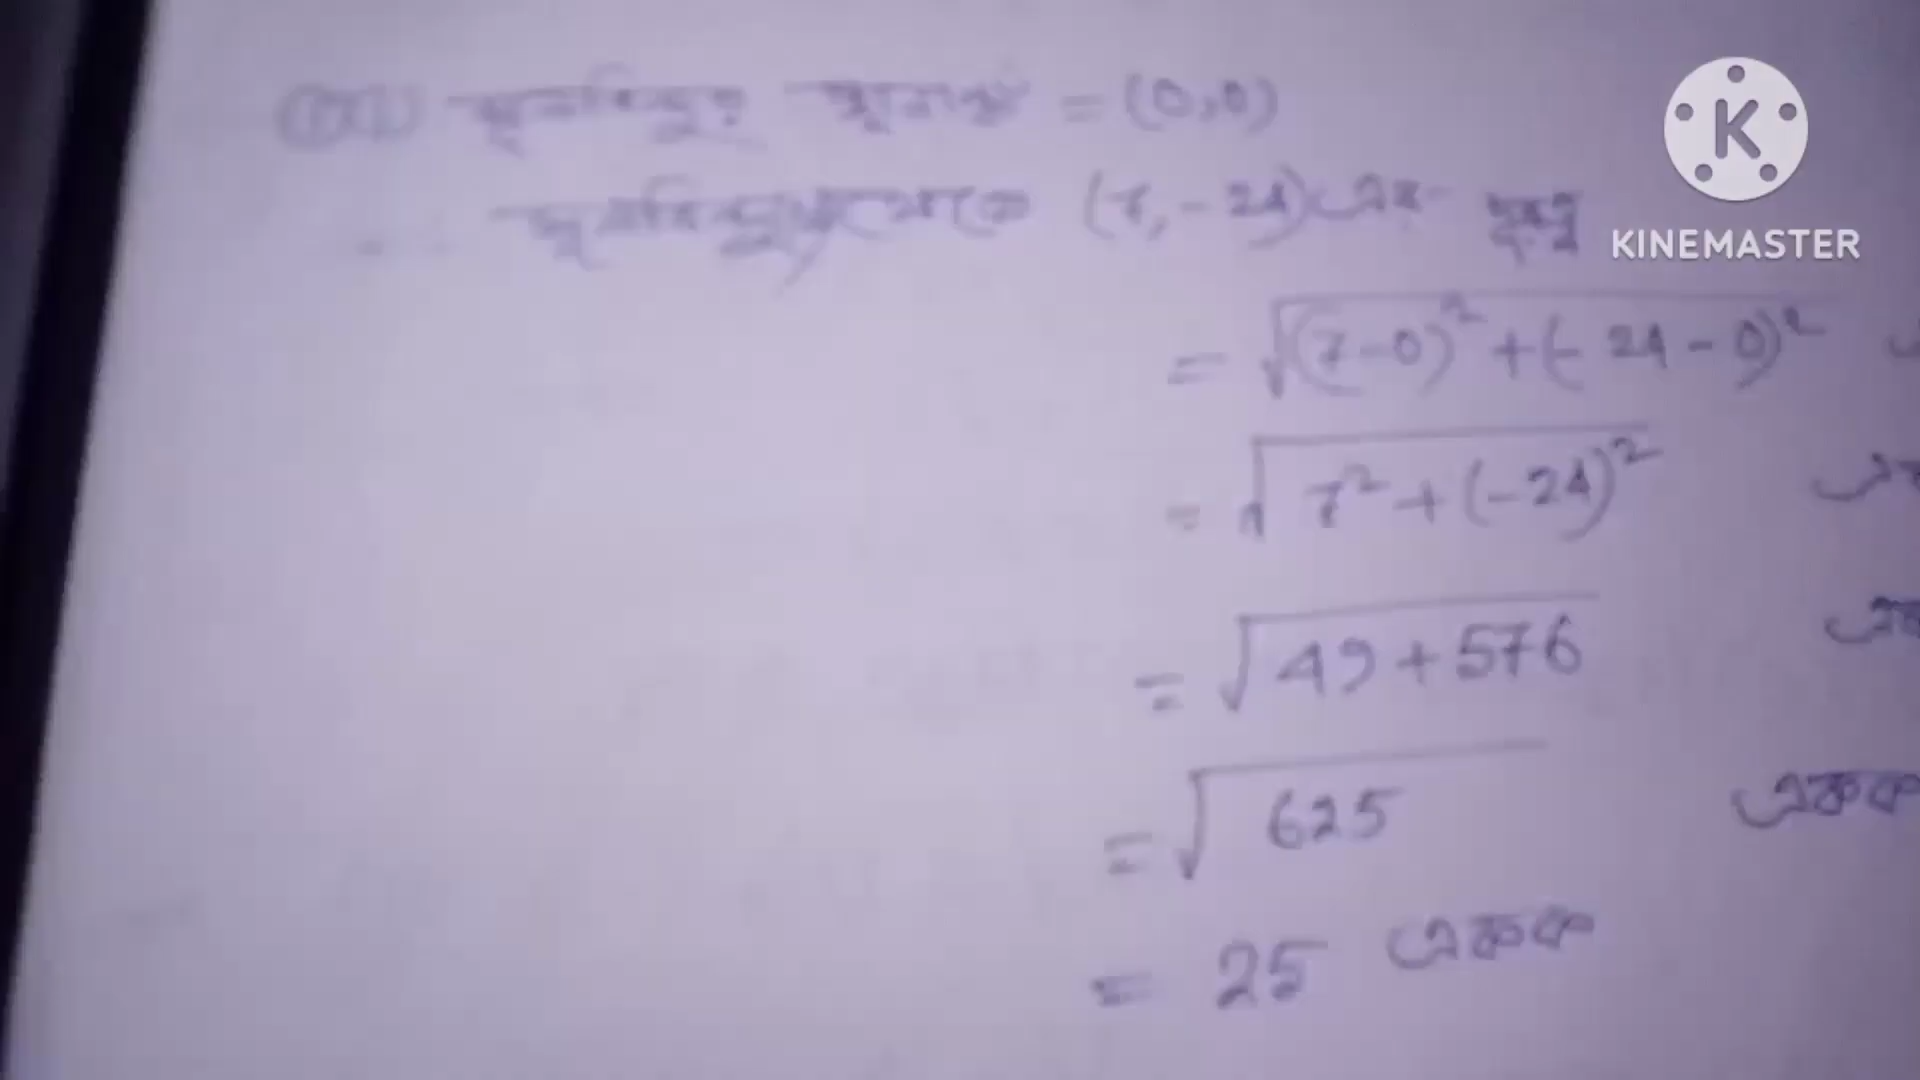 মূলবিন্দুর স্থানাঙ্ক = (0,0)
মূলবিন্দু থেকে (7, -24) এর দূরত্ব
= √(7-0)² + (-24-0)²
= √7² + (-24)²
= √49 + 576
= √625 একক
= 25 একক
K
KINEMASTER